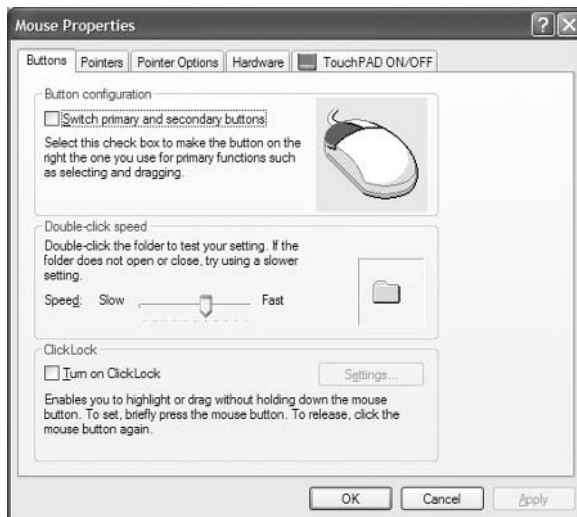 Mouse Properties
Buttons Pointers Pointer Options Hardware TouchPAD ON/OFF
Button configuration
Switch primary and secondary buttons
Select this check box to make the button on the
right the one you use for primary functions such
as selecting and dragging.
Double-click speed
Double-click the folder to test your setting. If the
folder does not open or close, try using a slower
setting.
Speed: Slow Fast
ClickLock
Turn on ClickLock Settings...
Enables you to highlight or drag without holding down the mouse
button. To set, briefly press the mouse button. To release, click the
mouse button again.
OK Cancel Apply